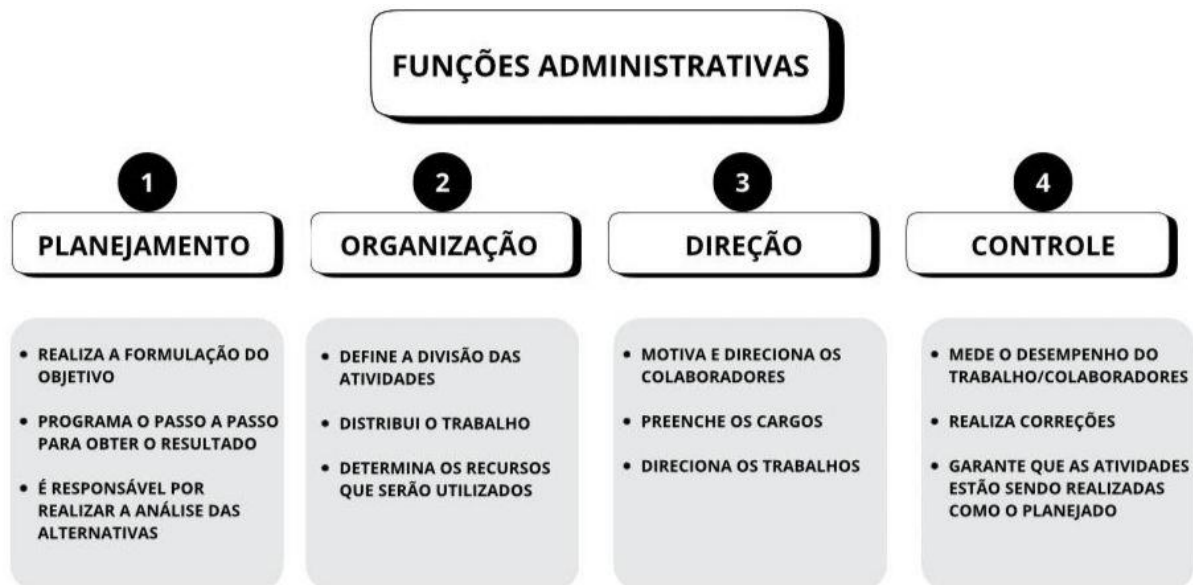 FUNÇÕES ADMINISTRATIVAS
1
PLANEJAMENTO
• REALIZA A FORMULAÇÃO DO
OBJETIVO
• PROGRAMA O PASSO A PASSO
PARA OBTER O RESULTADO
• É RESPONSÁVEL POR
REALIZAR A ANÁLISE DAS
ALTERNATIVAS
2
ORGANIZAÇÃO
• DEFINE A DIVISÃO DAS
ATIVIDADES
• DISTRIBUI O TRABALHO
• DETERMINA OS RECURSOS
QUE SERÃO UTILIZADOS
3
DIREÇÃO
• MOTIVA E DIRECIONA OS
COLABORADORES
• PREENCHE OS CARGOS
• DIRECIONA OS TRABALHOS
4
CONTROLE
• MEDE O DESEMPENHO DO
TRABALHO/COLABORADORES
• REALIZA CORREÇÕES
• GARANTE QUE AS ATIVIDADES
ESTÃO SENDO REALIZADAS
COMO O PLANEJADO